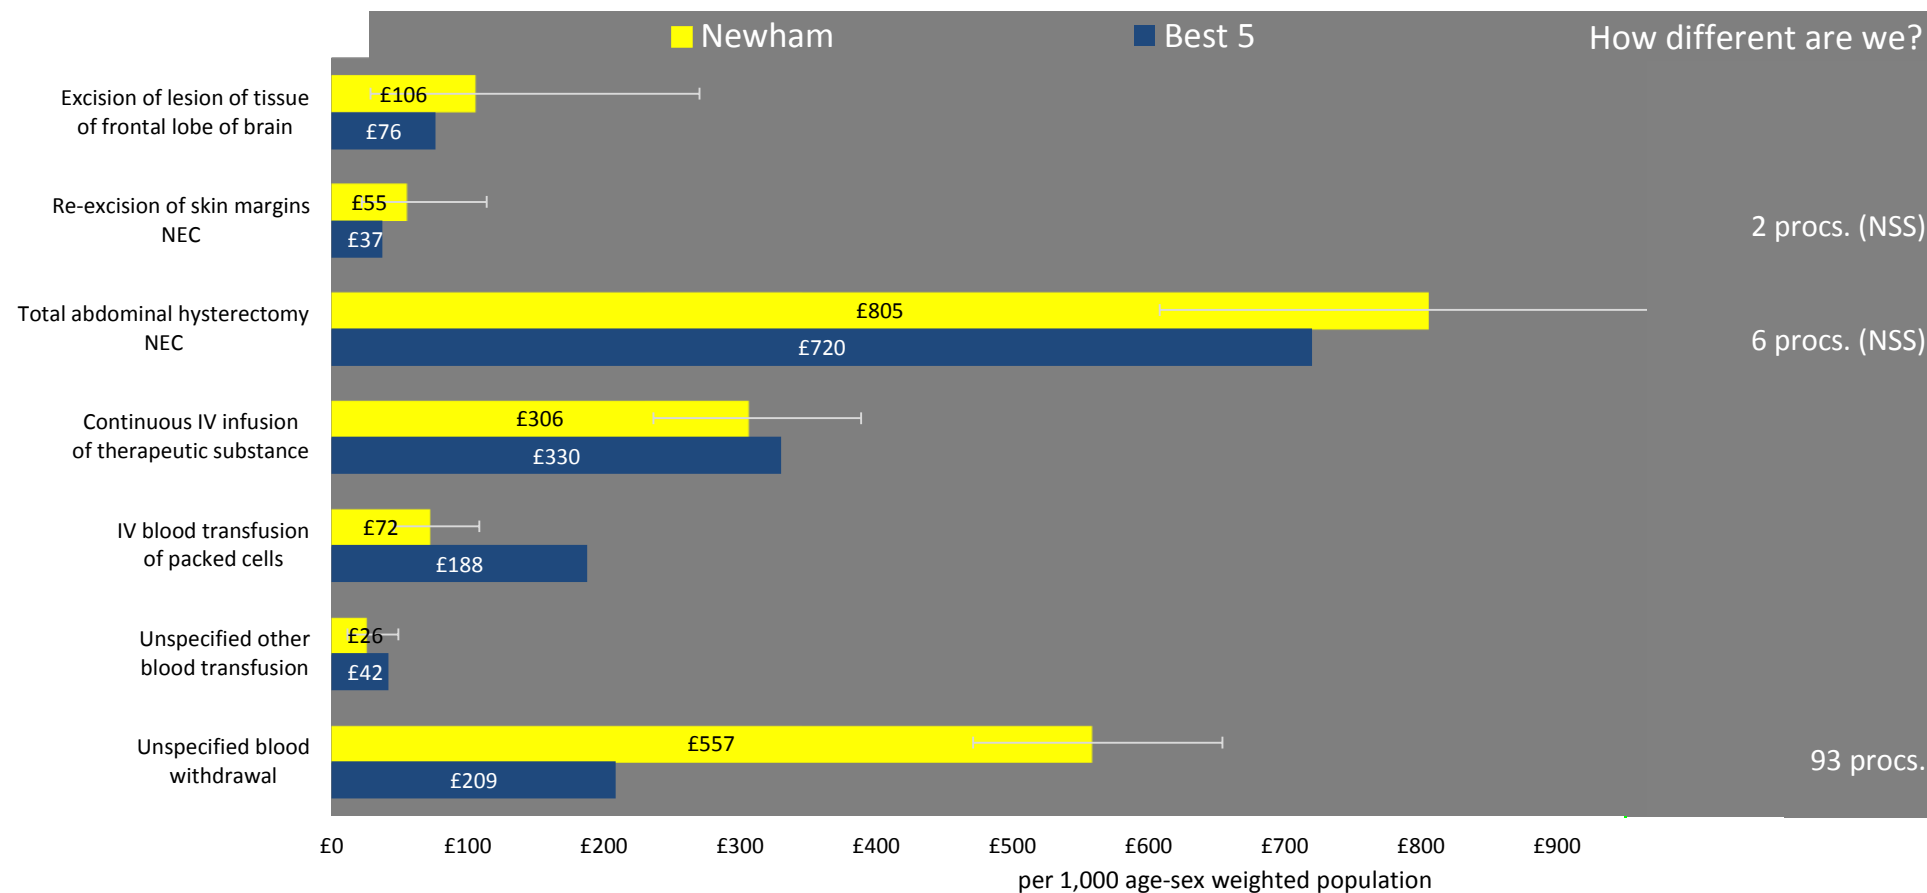 Newham
Best 5
How different are we?
Excision of lesion of tissue
of frontal lobe of brain
£106
£76
Re-excision of skin margins
NEC
£55
£37
2 procs. (NSS)
Total abdominal hysterectomy
NEC
£805
£720
6 procs. (NSS)
Continuous IV infusion
of therapeutic substance
£306
£330
IV blood transfusion
of packed cells
£72
£188
Unspecified other
blood transfusion
£26
£42
Unspecified blood
withdrawal
£557
£209
93 procs.
£0 £100 £200 £300 £400 £500 £600 £700 £800 £900
per 1,000 age-sex weighted population